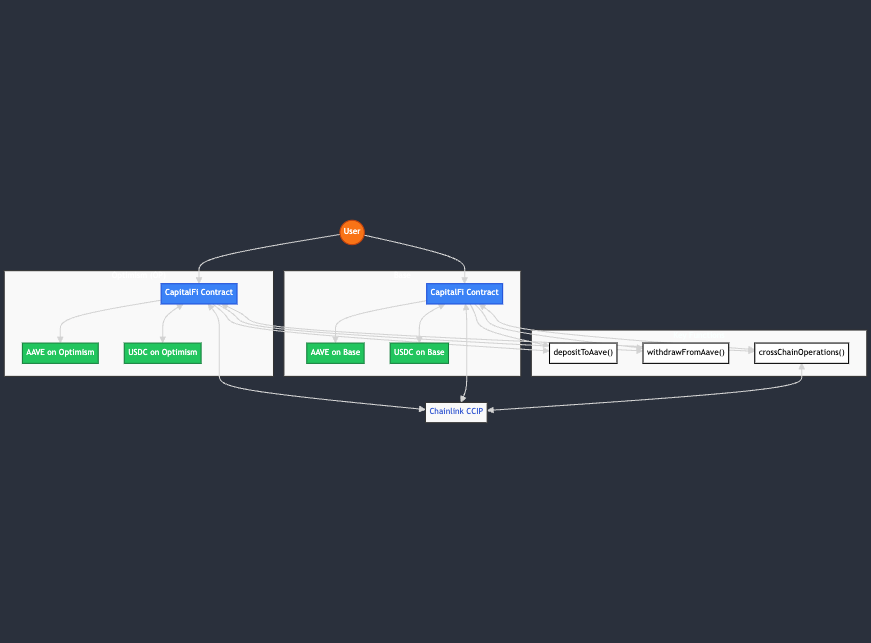 User
CapitalFi Contract
CapitalFi Contract
AAVE on Optimism
USDC on Optimism
AAVE on Base
USDC on Base
depositToAave()
withdrawFromAave()
crossChainOperations()
Chainlink CCIP